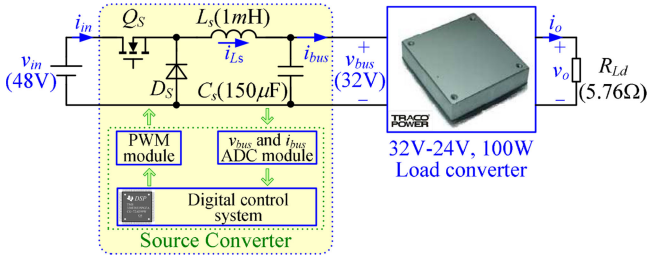 Q_S
L_s(1mH)
i_in
i_Ls
i_bus
i_o
v_in
(48V)
D_S
C_s(150μF)
+
v_bus
(32V)
−
TRACO
POWER
+
v_o
−
R_Ld
(5.76Ω)
PWM
module
v_bus and i_bus
ADC module
32V-24V, 100W
Load converter
DSP
Digital control
system
Source Converter